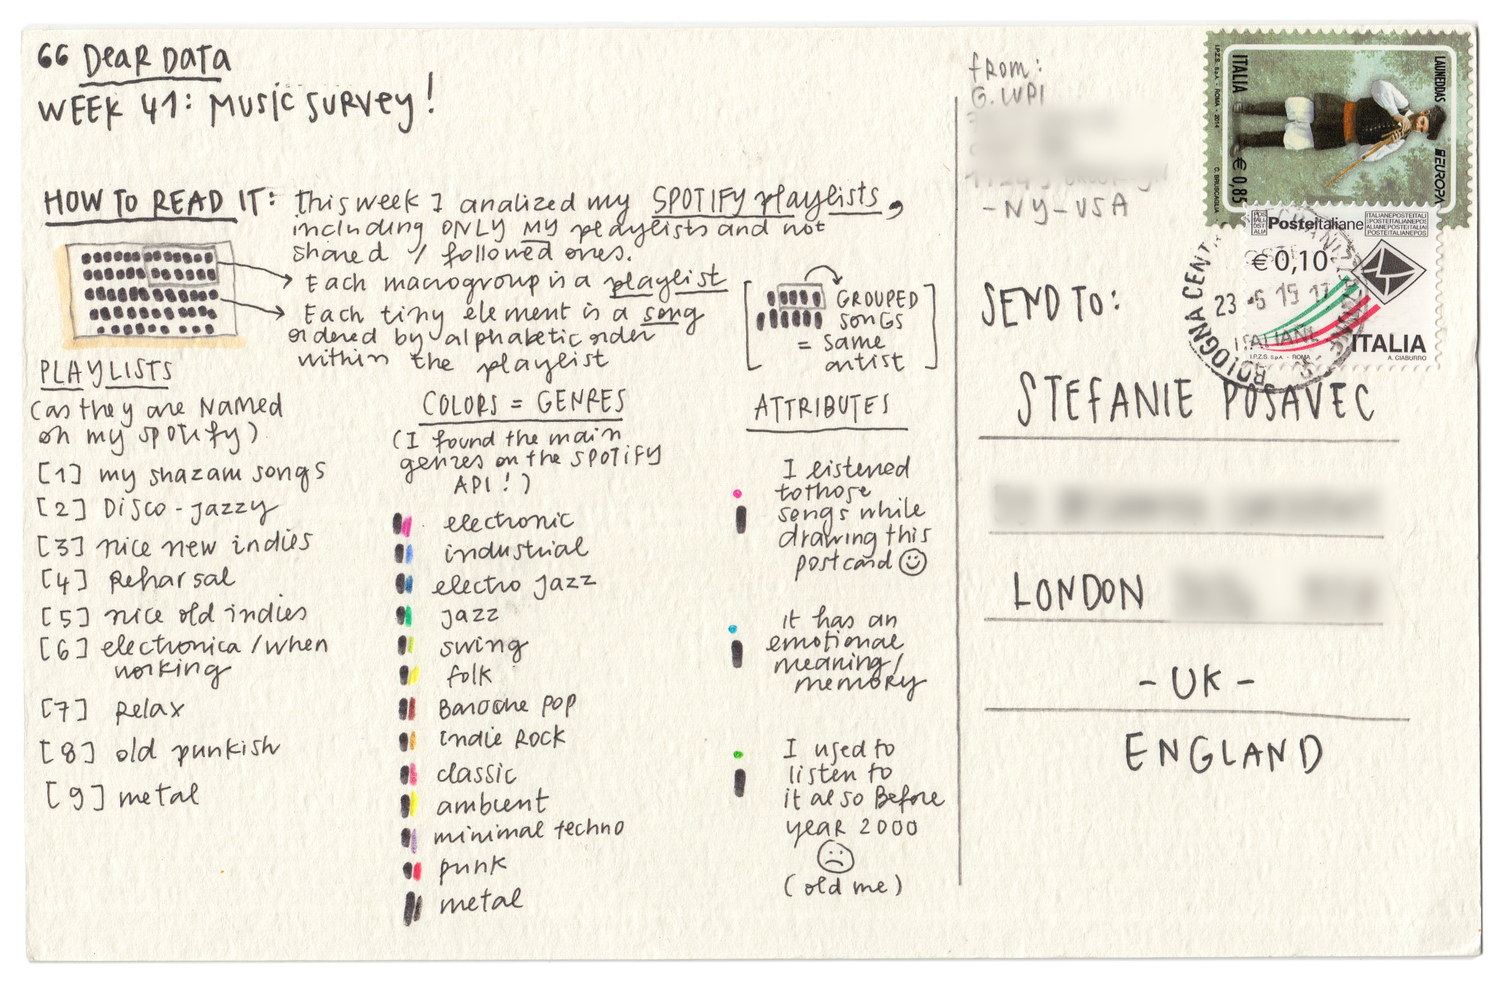 66 DEAR DATA
WEEK 41: MUSIC SURVEY!
HOW TO READ IT: this week I analized my SPOTIFY playlists,
including ONLY MY playlists and not
shared / followed ones.
Each macrogroup is a playlist
Each tiny element is a song
ordered by alphabetic order
within the playlist
[GROUPED
SONGS
= same
artist]
PLAYLISTS
(as they are NAMED
on my SPOTIFY)
[1] my shazam songs
[2] Disco-jazzy
[3] nice new indies
[4] Reharsal
[5] nice old indies
[6] electronica / when
working
[7] Relax
[8] old punkish
[9] metal
COLORS = GENRES
(I found the main
genres on the SPOTIFY
API!)
electronic
industrial
electro jazz
jazz
swing
folk
Baroche pop
Indie Rock
classic
ambient
minimal techno
punk
metal
ATTRIBUTES
I listened
to those
songs while
drawing this
postcard
it has an
emotional
meaning/
memory
I used to
listen to
it also Before
year 2000
(old me)
from:
G. LUPI
-NY-USA
SEND TO:
STEFANIE POSAVEC
LONDON
-UK-
ENGLAND
ITALIA € 0,85
LAUNEDDAS
EUROPA
I.P.Z.S. S.p.A. - ROMA - 2014
C. BRUSCAGLIA
Posteitaliane
€0,10
ITALIA
I.P.Z.S. S.p.A. - ROMA
A. CIABURRO
BOLOGNA CENT.
23 -6 15 17